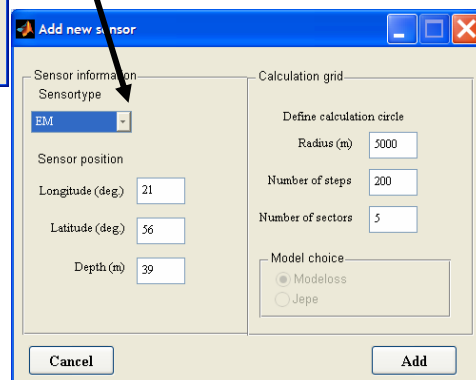 Add new sensor
Sensor information
Sensortype
EM
Sensor position
Longitude (deg.) 21
Latitude (deg.) 56
Depth (m) 39
Calculation grid
Define calculation circle
Radius (m) 5000
Number of steps 200
Number of sectors 5
Model choice
Modeloss
Jepe
Cancel
Add